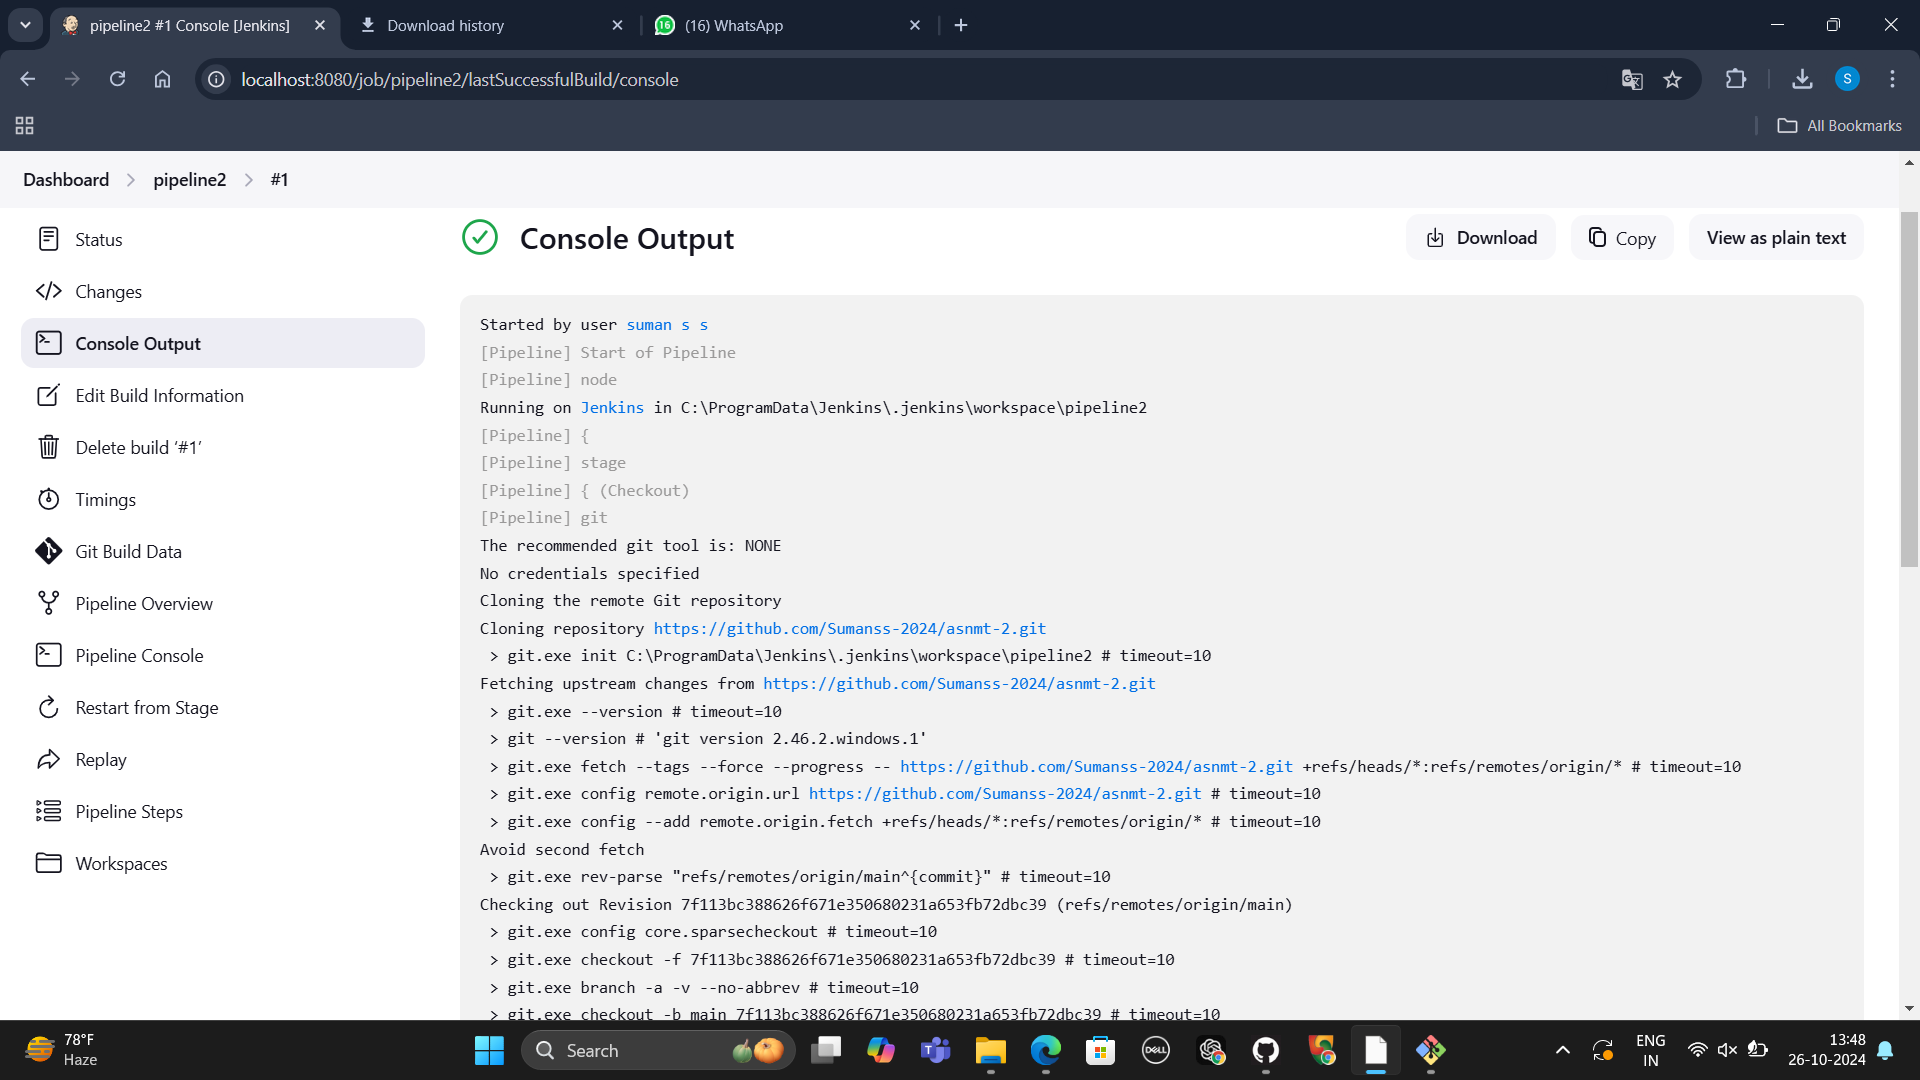 pipeline2 #1 Console [Jenkins]
Download history
(16) WhatsApp
localhost:8080/job/pipeline2/lastSuccessfulBuild/console
S
All Bookmarks
Dashboard
pipeline2
#1
Status
Changes
Console Output
Edit Build Information
Delete build ‘#1’
Timings
Git Build Data
Pipeline Overview
Pipeline Console
Restart from Stage
Replay
Pipeline Steps
Workspaces
Console Output
Download
Copy
View as plain text
Started by user suman s s
[Pipeline] Start of Pipeline
[Pipeline] node
Running on Jenkins in C:\ProgramData\Jenkins\.jenkins\workspace\pipeline2
[Pipeline] {
[Pipeline] stage
[Pipeline] { (Checkout)
[Pipeline] git
The recommended git tool is: NONE
No credentials specified
Cloning the remote Git repository
Cloning repository https://github.com/Sumanss-2024/asnmt-2.git
> git.exe init C:\ProgramData\Jenkins\.jenkins\workspace\pipeline2 # timeout=10
Fetching upstream changes from https://github.com/Sumanss-2024/asnmt-2.git
> git.exe --version # timeout=10
> git --version # 'git version 2.46.2.windows.1'
> git.exe fetch --tags --force --progress -- https://github.com/Sumanss-2024/asnmt-2.git +refs/heads/*:refs/remotes/origin/* # timeout=10
> git.exe config remote.origin.url https://github.com/Sumanss-2024/asnmt-2.git # timeout=10
> git.exe config --add remote.origin.fetch +refs/heads/*:refs/remotes/origin/* # timeout=10
Avoid second fetch
> git.exe rev-parse "refs/remotes/origin/main^{commit}" # timeout=10
Checking out Revision 7f113bc388626f671e350680231a653fb72dbc39 (refs/remotes/origin/main)
> git.exe config core.sparsecheckout # timeout=10
> git.exe checkout -f 7f113bc388626f671e350680231a653fb72dbc39 # timeout=10
> git.exe branch -a -v --no-abbrev # timeout=10
> git.exe checkout -b main 7f113bc388626f671e350680231a653fb72dbc39 # timeout=10
78°F
Haze
Search
DELL
ENG
IN
13:48
26-10-2024